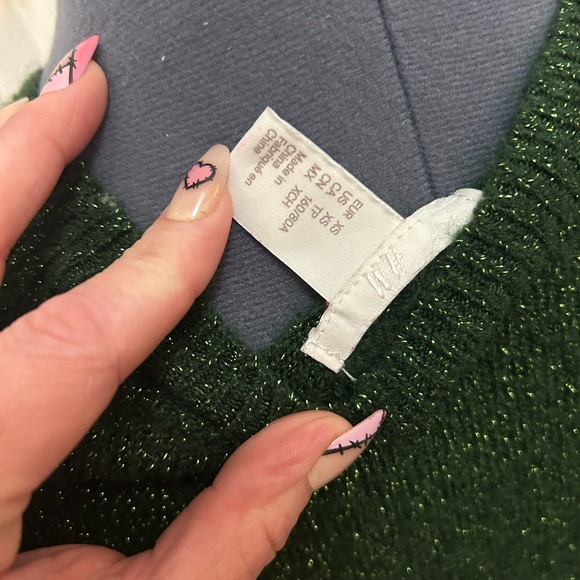 H&M
EUR XS
US XS
CA TP
CN 160/80A
MX XCH
Made in
China
Fabriqué en
Chine